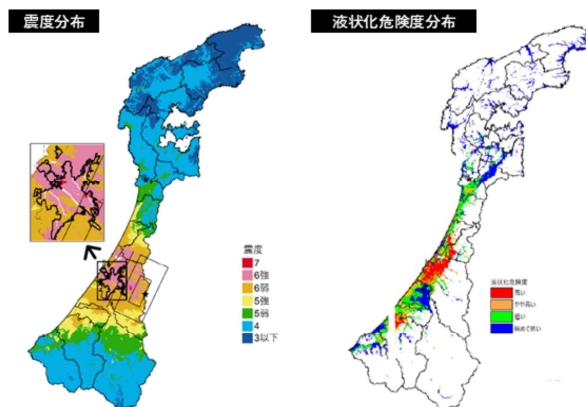 震度分布
液状化危険度分布
震度
7
6強
6弱
5強
5弱
4
3以下
液状化危険度
高い
やや高い
低い
極めて低い